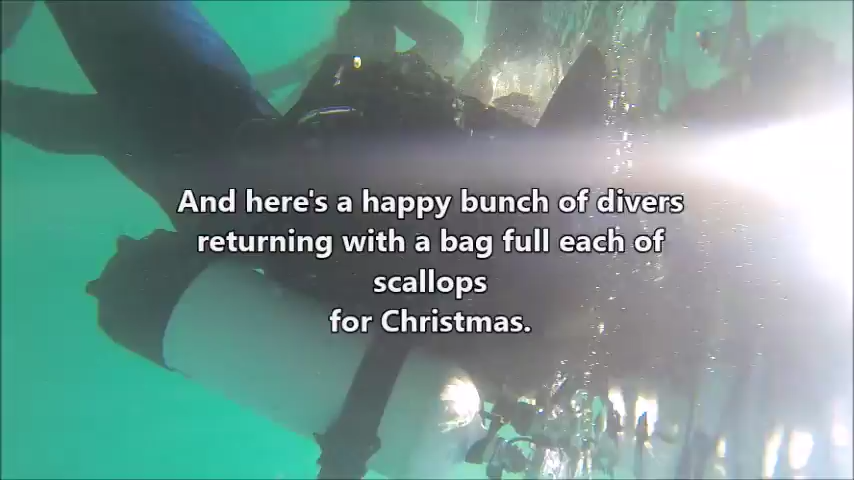 And here's a happy bunch of divers
returning with a bag full each of
scallops
for Christmas.